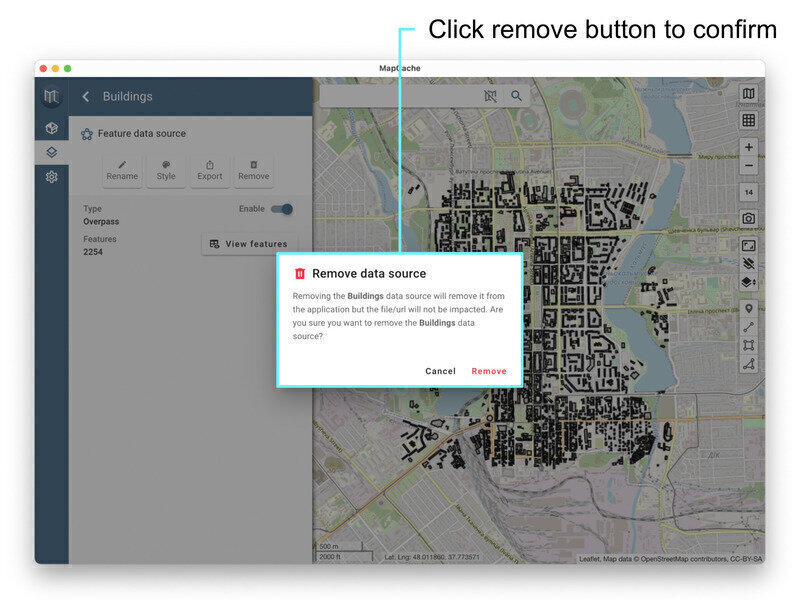 Click remove button to confirm
MapCache
Buildings
Feature data source
Rename
Style
Export
Remove
Type
Enable
Overpass
Features
2254
View features
Remove data source
Removing the Buildings data source will remove it from
the application but the file/url will not be impacted. Are
you sure you want to remove the Buildings data
source?
Cancel
Remove
14
500 m
2000 ft
Lat. Lng: 48.011860, 37.773571
Leaflet, Map data © OpenStreetMap contributors, CC-BY-SA